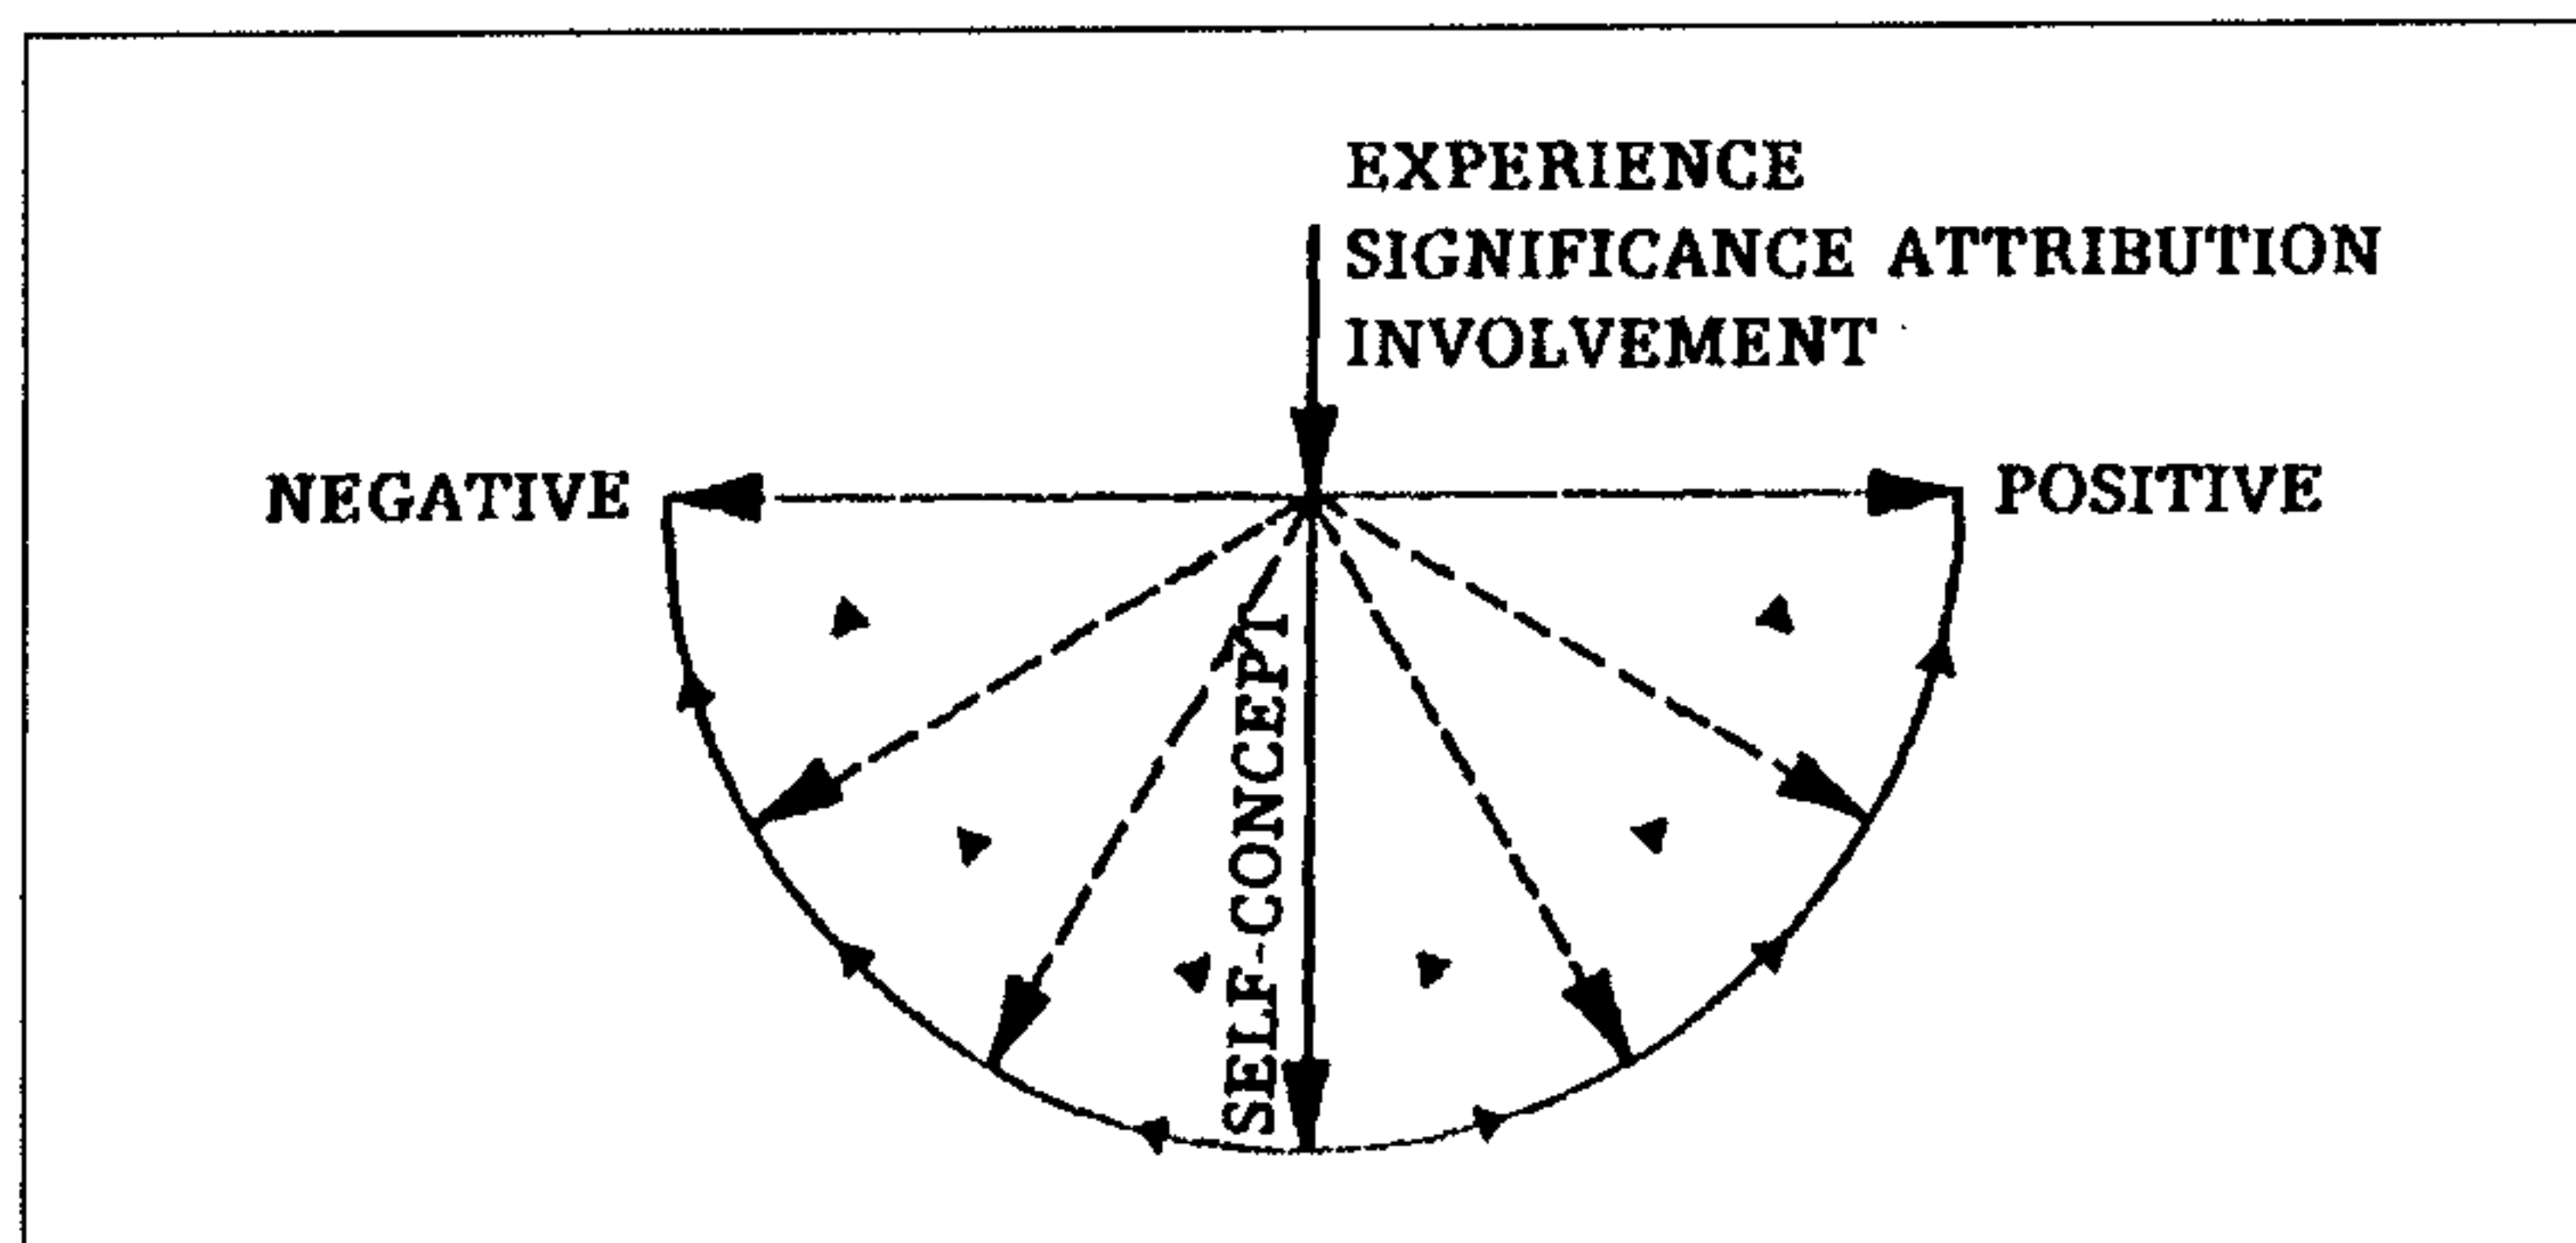 EXPERIENCE
SIGNIFICANCE ATTRIBUTION
INVOLVEMENT
NEGATIVE
POSITIVE
SELF-CONCEPT